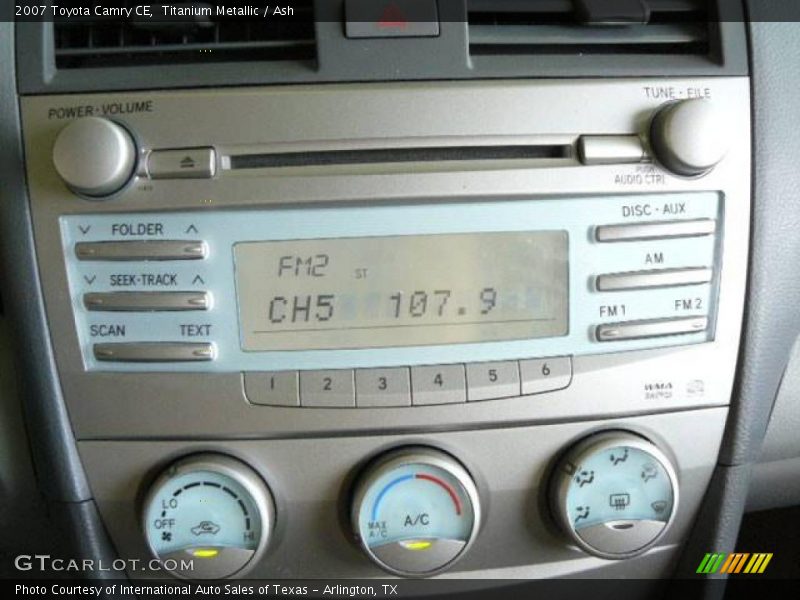 2007 Toyota Camry CE,  Titanium Metallic / Ash
POWER·VOLUME
TUNE · FILE
AUDIO CTRL
FOLDER
DISC·AUX
SEEK·TRACK
AM
SCAN TEXT
FM1 FM2
FM2 ST
CH5 107.9
1 2 3 4 5 6
WMA
LO
OFF
HI
MAX
A/C
A/C
GTCARLOT.COM
Photo Courtesy of International Auto Sales of Texas - Arlington, TX